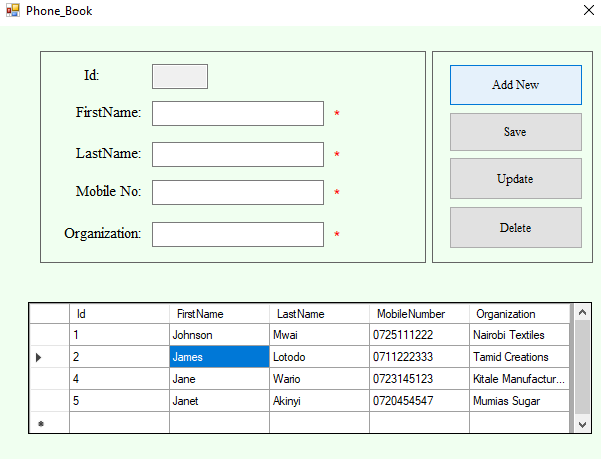 Phone_Book
Id:
FirstName: *
LastName: *
Mobile No: *
Organization: *
Add New
Save
Update
Delete
Id FirstName LastName MobileNumber Organization
1 Johnson Mwai 0725111222 Nairobi Textiles
2 James Lotodo 0711222333 Tamid Creations
4 Jane Wario 0723145123 Kitale Manufactur...
5 Janet Akinyi 0720454547 Mumias Sugar
*